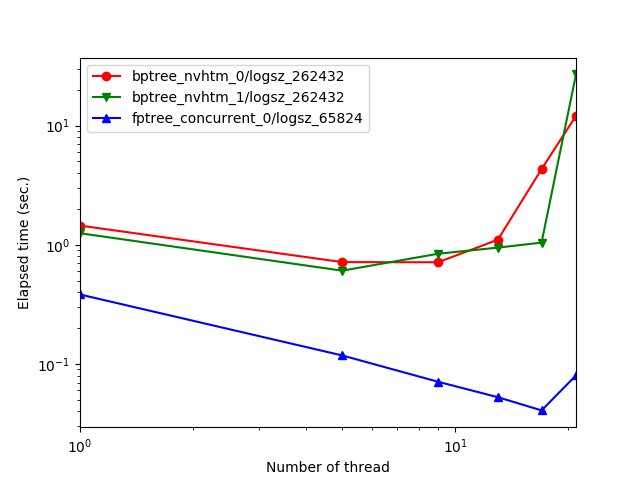 bptree_nvhtm_0/logsz_262432
bptree_nvhtm_1/logsz_262432
fptree_concurrent_0/logsz_65824
10¹
10⁰
10⁻¹
Elapsed time (sec.)
10⁰ 10¹
Number of thread